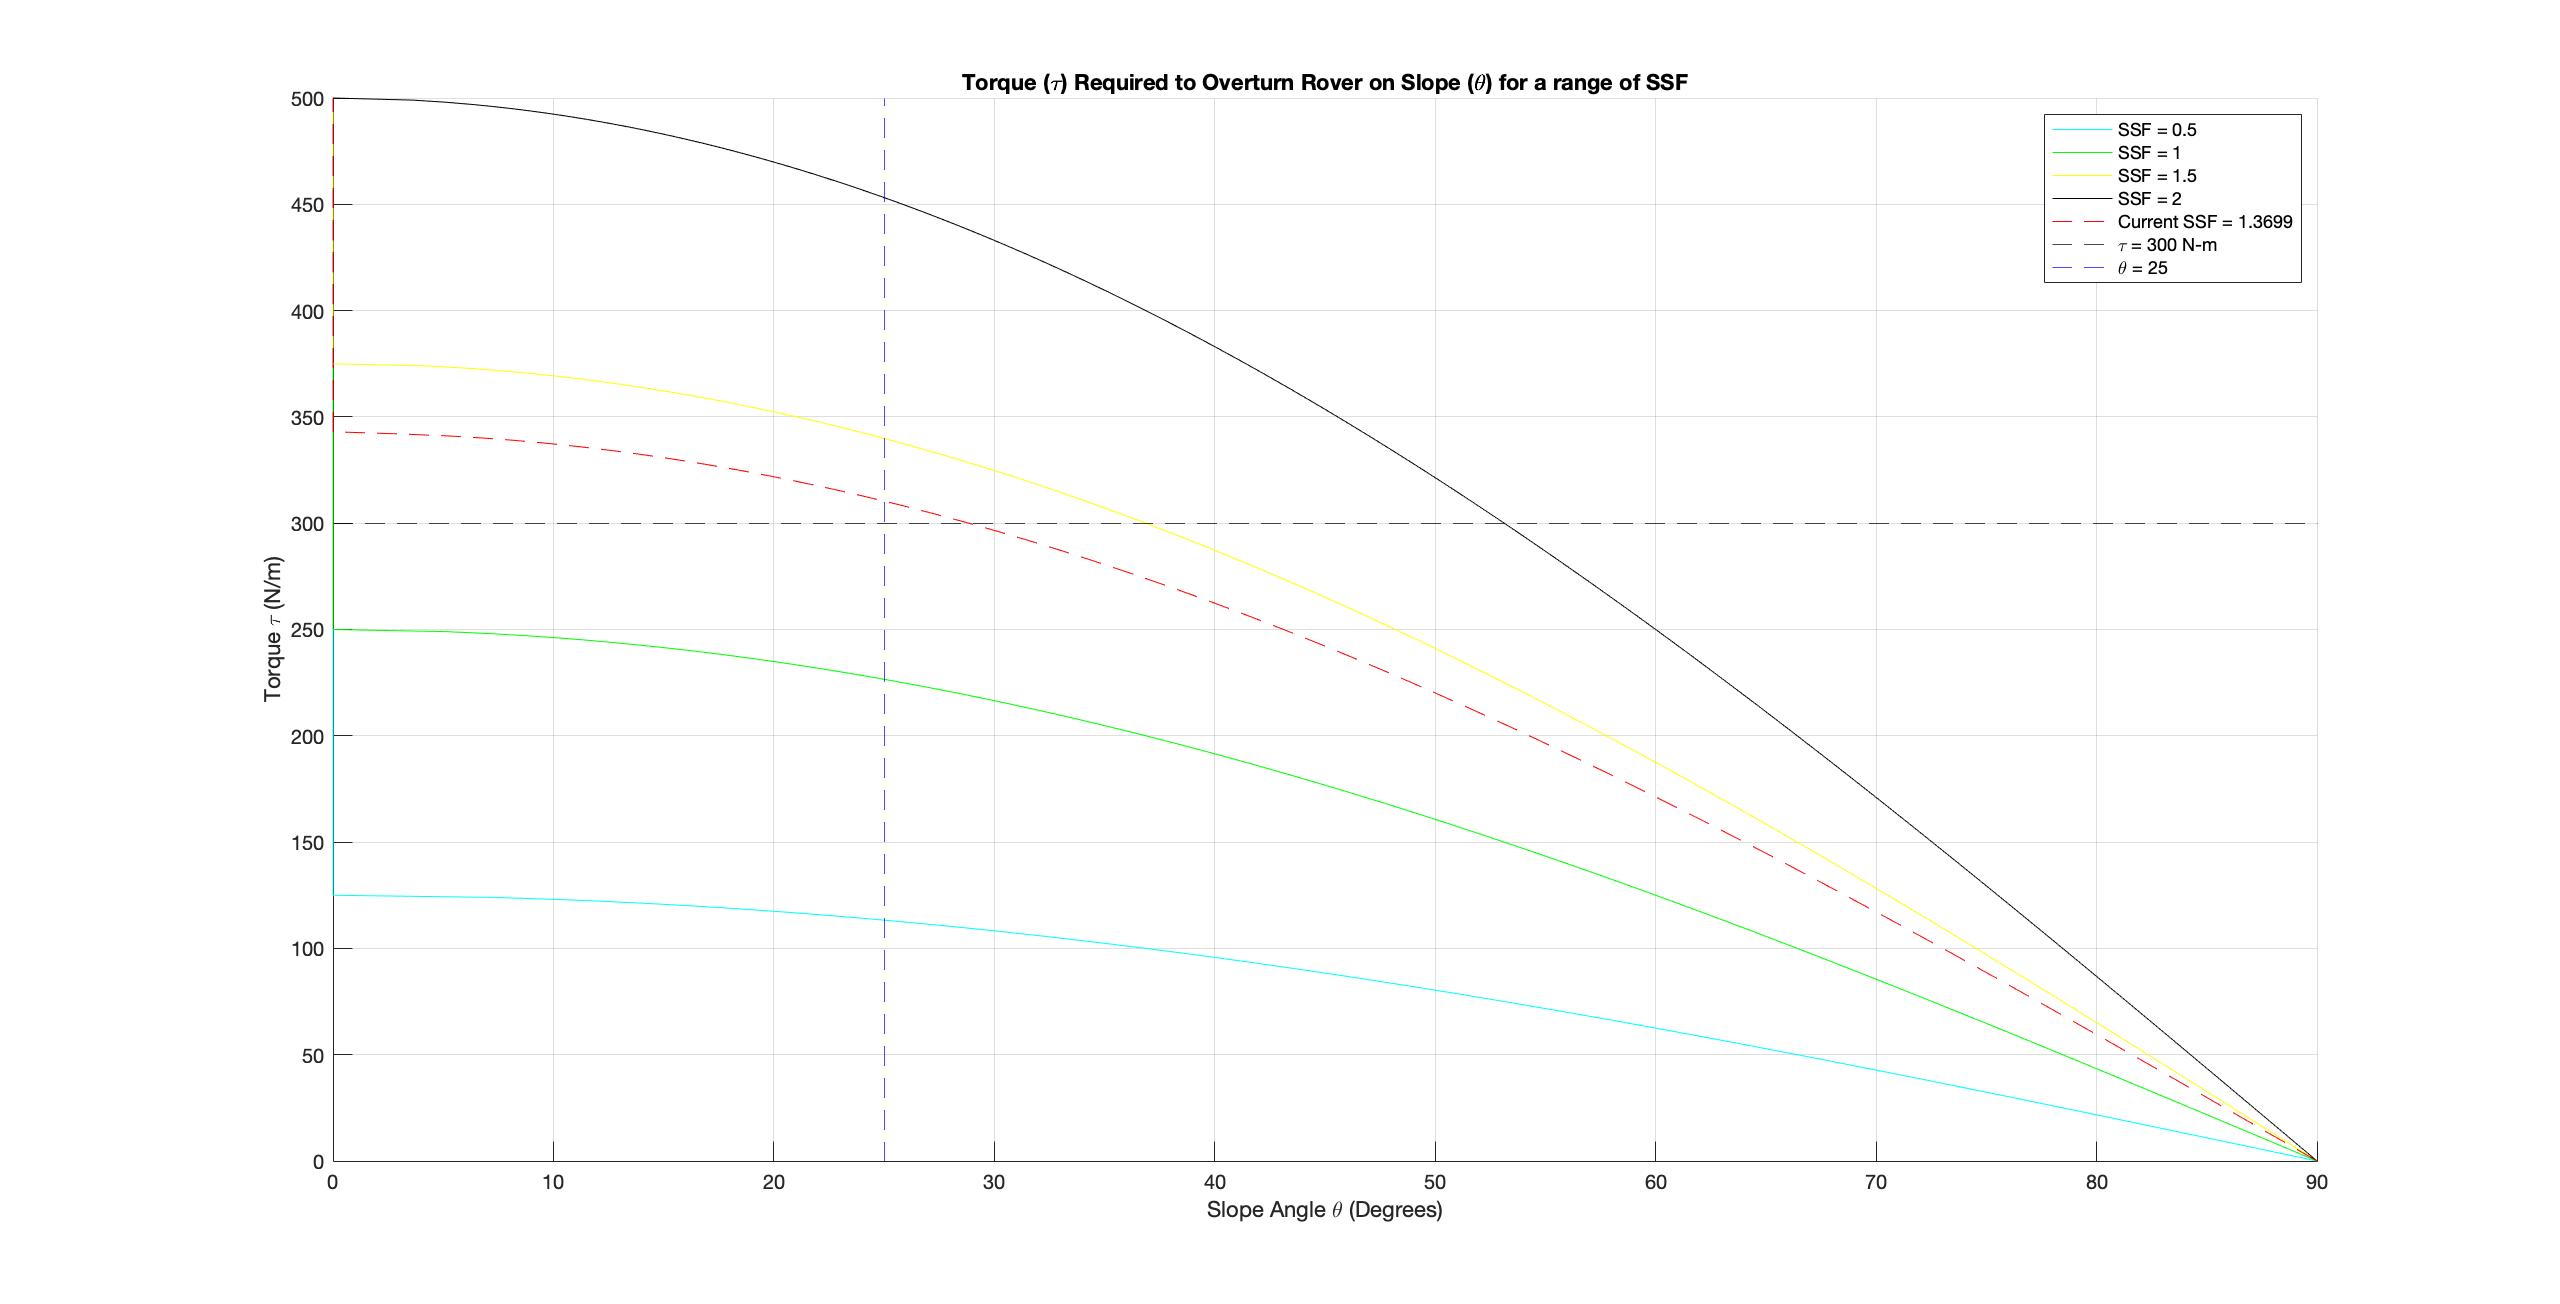 Torque (τ) Required to Overturn Rover on Slope (θ) for a range of SSF
500
450
400
350
300
250
200
150
100
50
0
Torque τ (N/m)
SSF = 0.5
SSF = 1
SSF = 1.5
SSF = 2
Current SSF = 1.3699
τ = 300 N-m
θ = 25
0 10 20 30 40 50 60 70 80 90
Slope Angle θ (Degrees)